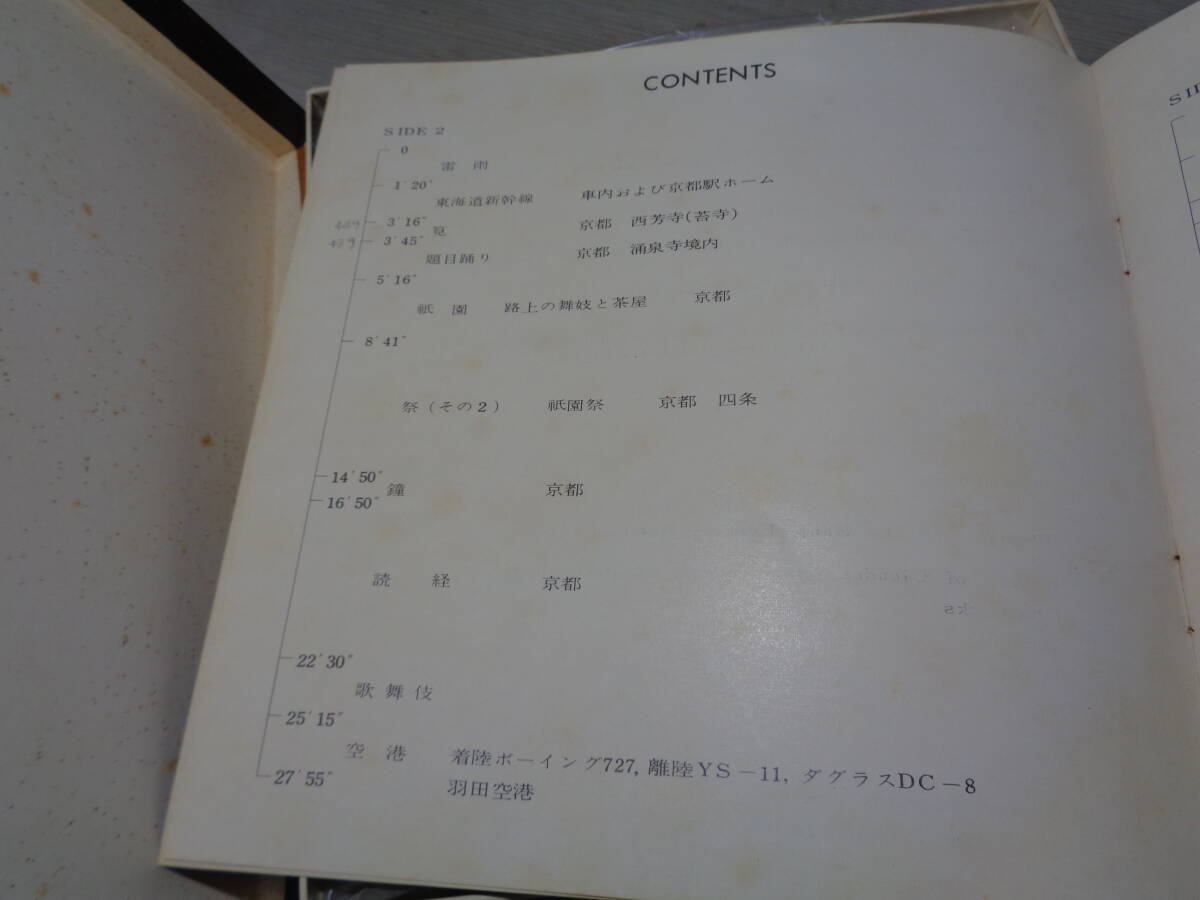 CONTENTS
SIDE 2
0
雷雨
1′20″
東海道新幹線 車内および京都駅ホーム
3′16″
筧 京都 西芳寺(苔寺)
3′45″
題目踊り 京都 涌泉寺境内
5′16″
祇園 路上の舞妓と茶屋 京都
8′41″
祭(その2) 祇園祭 京都 四条
14′50″
鐘 京都
16′50″
読経 京都
22′30″
歌舞伎
25′15″
空港 着陸ボーイング727, 離陸YS-11, ダグラスDC-8
27′55″
羽田空港